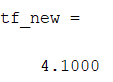 tf_new =
4.1000